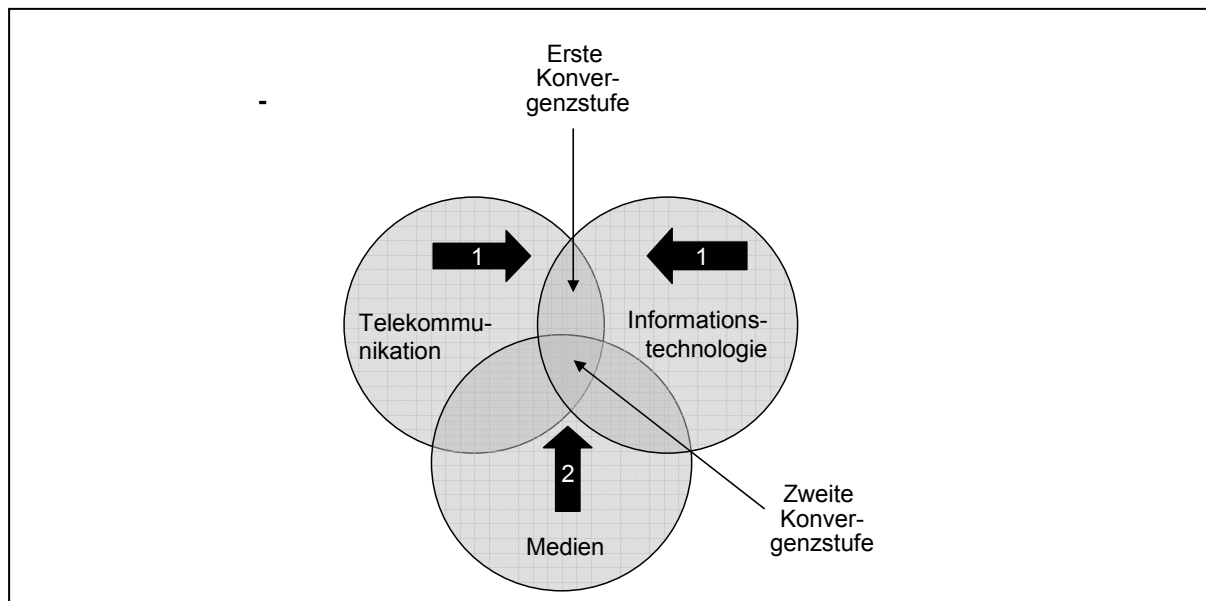 Erste
Konver-
genzstufe
-
1
1
Telekommu-
nikation
Informations-
technologie
2
Medien
Zweite
Konver-
genzstufe